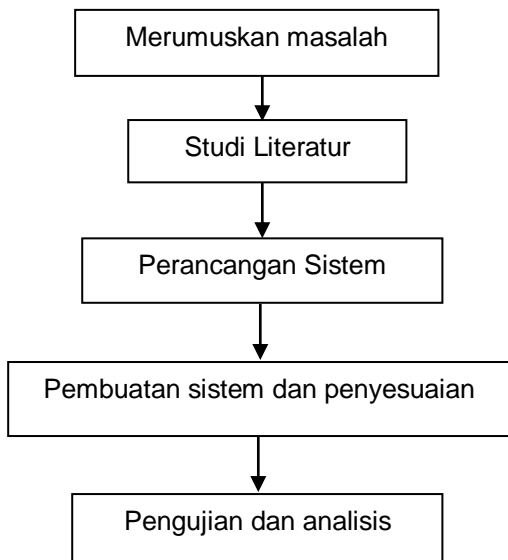 Merumuskan masalah
Studi Literatur
Perancangan Sistem
Pembuatan sistem dan penyesuaian
Pengujian dan analisis